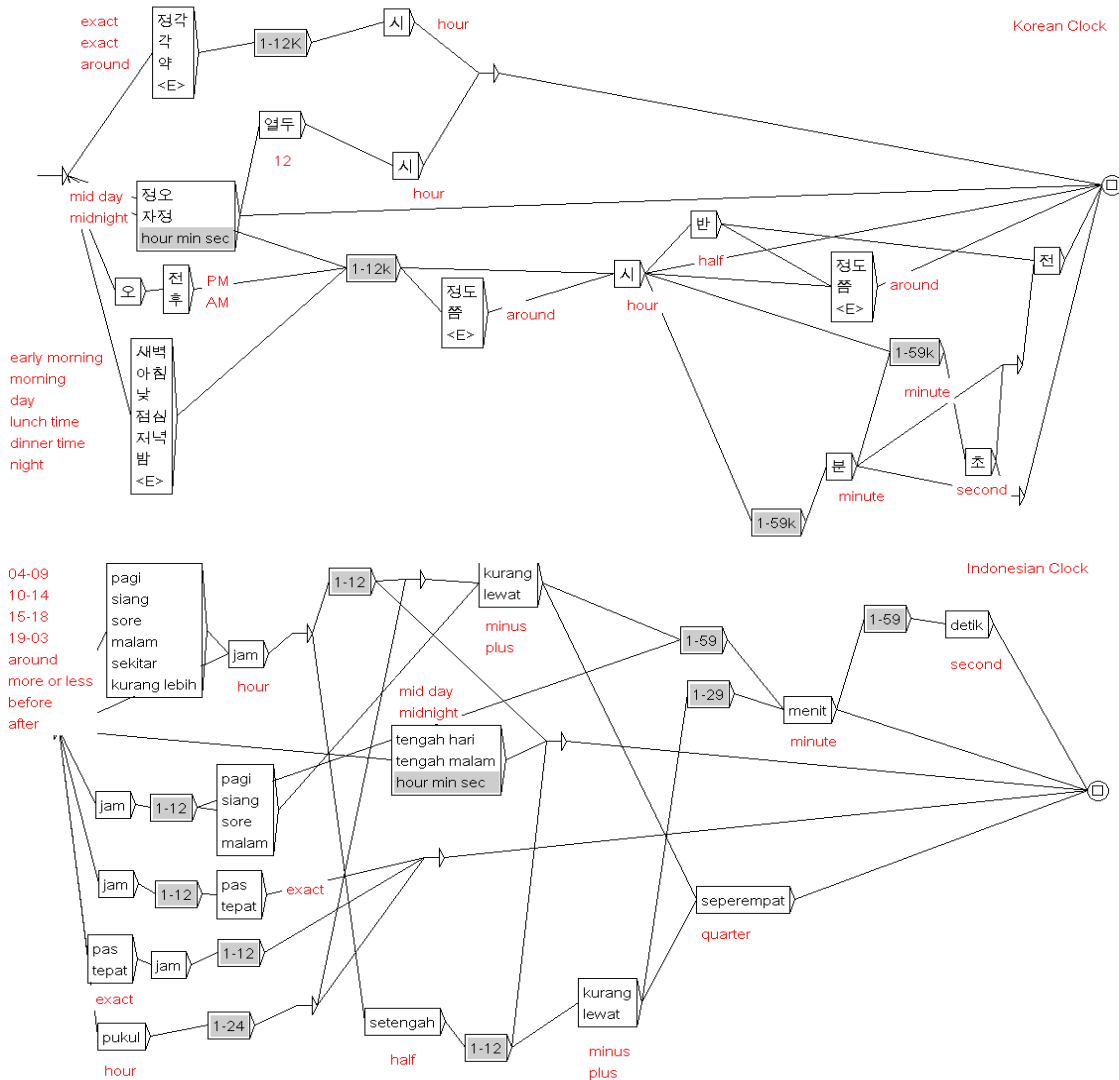 Korean Clock
exact
exact
around
정각
각
약
<E>
1-12K
시
hour
열두
12
시
hour
mid day
midnight
정오
자정
hour min sec
오
전
후
PM
AM
1-12k
정도
쯤
<E>
around
시
hour
반
half
정도
쯤
<E>
around
전
1-59k
minute
초
second
분
minute
1-59k
early morning
morning
day
lunch time
dinner time
night
새벽
아침
낮
점심
저녁
밤
<E>
Indonesian Clock
04-09
10-14
15-18
19-03
around
more or less
before
after
pagi
siang
sore
malam
sekitar
kurang lebih
jam
hour
1-12
kurang
lewat
minus
plus
1-59
1-29
menit
minute
1-59
detik
second
mid day
midnight
tengah hari
tengah malam
hour min sec
jam
1-12
pagi
siang
sore
malam
jam
1-12
pas
tepat
exact
pas
tepat
exact
jam
1-12
pukul
hour
1-24
setengah
half
1-12
kurang
lewat
minus
plus
seperempat
quarter